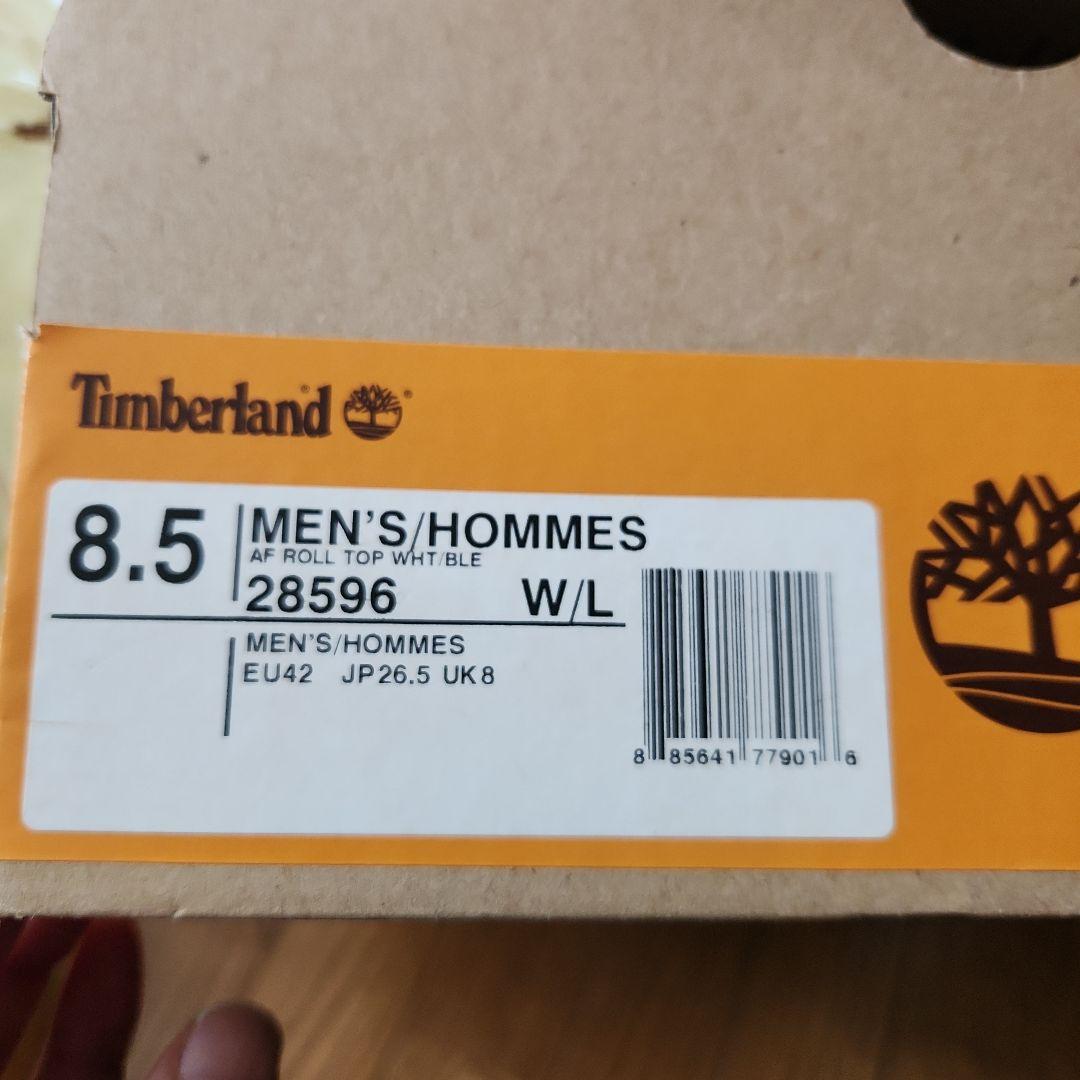 Timberland
8.5
MEN'S/HOMMES
AF ROLL TOP WHT/BLE
28596 W/L
MEN'S/HOMMES
EU42 JP26.5 UK8
8 85641 77901 6